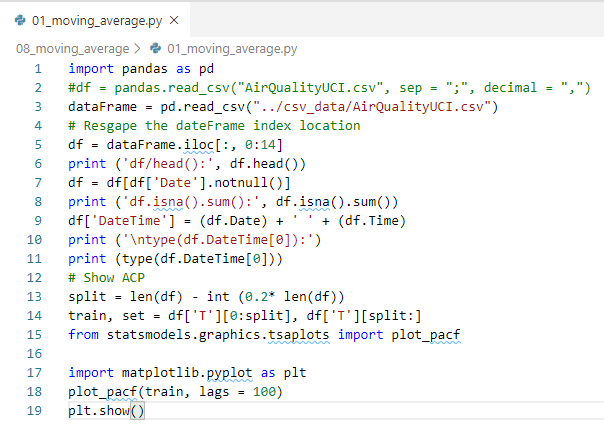 01_moving_average.py ×
08_moving_average > 01_moving_average.py
1 import pandas as pd
2 #df = pandas.read_csv("AirQualityUCI.csv", sep = ";", decimal = ",")
3 dataFrame = pd.read_csv("../csv_data/AirQualityUCI.csv")
4 # Resgape the dateFrame index location
5 df = dataFrame.iloc[:, 0:14]
6 print ('df/head():', df.head())
7 df = df[df['Date'].notnull()]
8 print ('df.isna().sum():', df.isna().sum())
9 df['DateTime'] = (df.Date) + ' ' + (df.Time)
10 print ('\ntype(df.DateTime[0]):')
11 print (type(df.DateTime[0]))
12 # Show ACP
13 split = len(df) - int (0.2* len(df))
14 train, set = df['T'][0:split], df['T'][split:]
15 from statsmodels.graphics.tsaplots import plot_pacf
16
17 import matplotlib.pyplot as plt
18 plot_pacf(train, lags = 100)
19 plt.show()